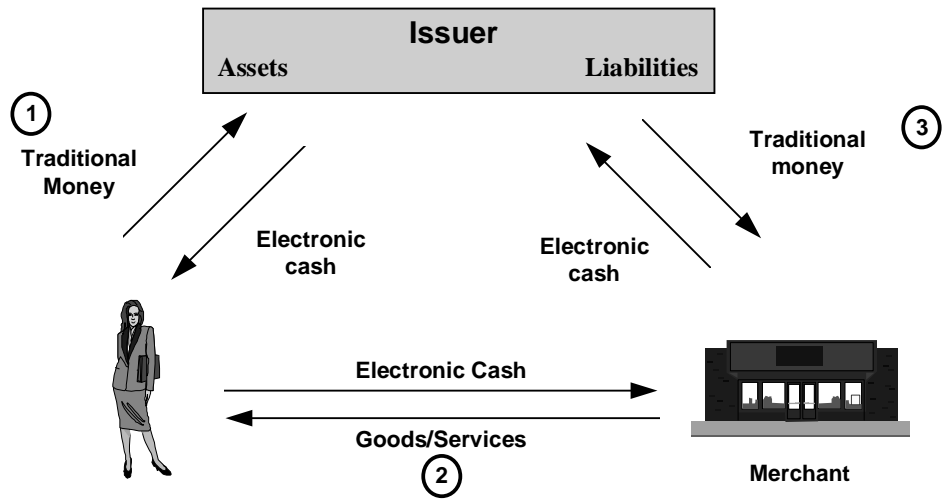 Issuer
Assets Liabilities
1
Traditional
Money
3
Traditional
money
Electronic
cash
Electronic
cash
Electronic Cash
Goods/Services
2
Merchant